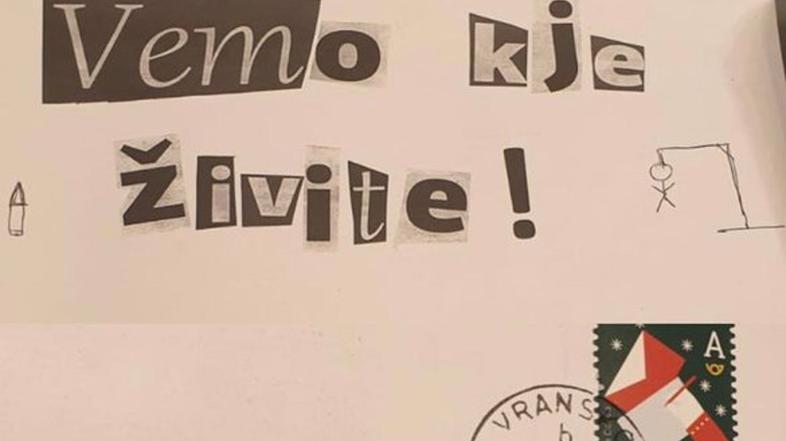 Vemo kje
živite!
A
VRANS